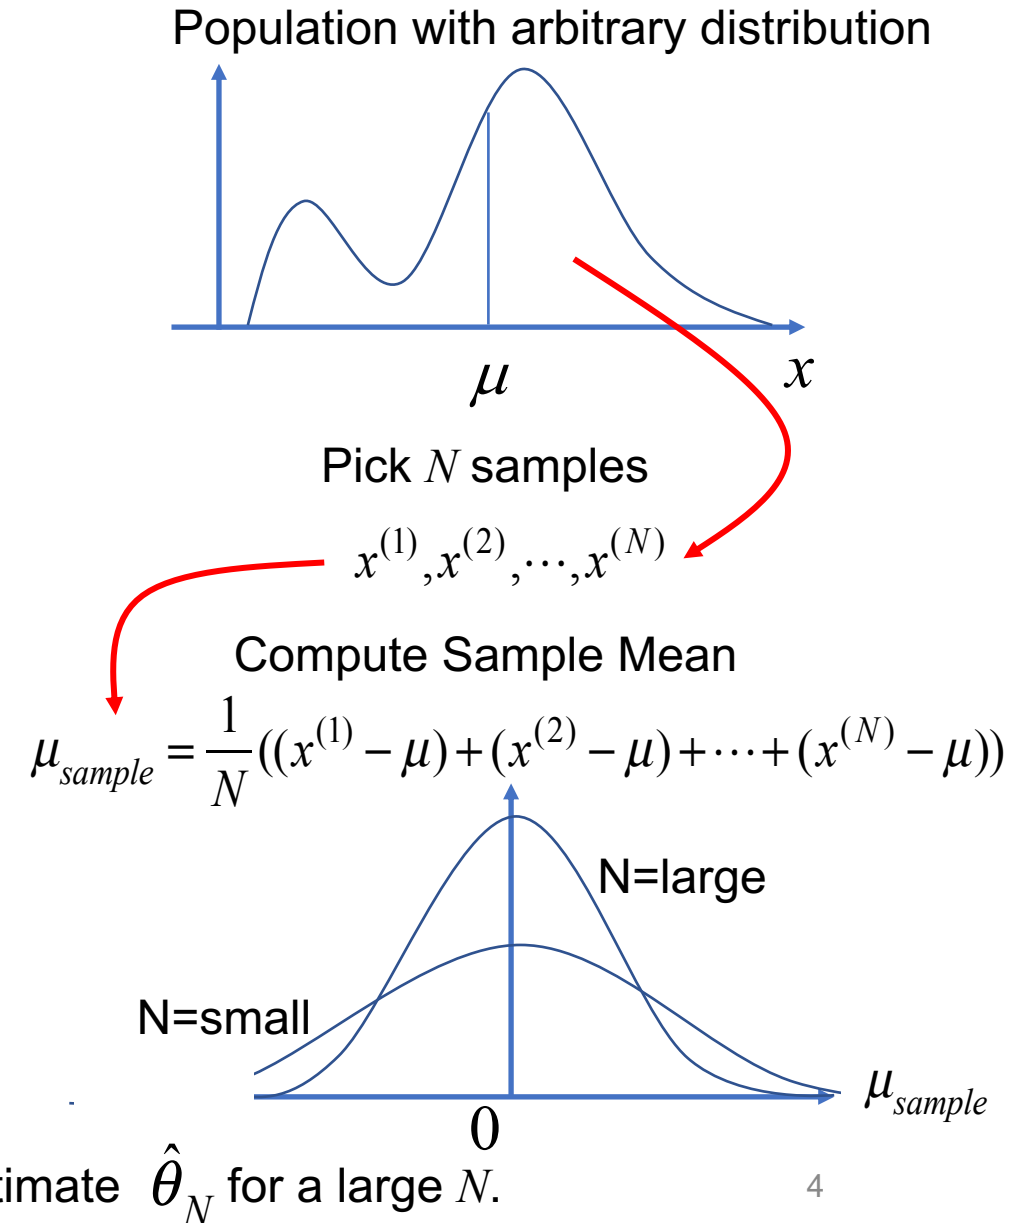 Population with arbitrary distribution
μ
x
Pick N samples
x^(1), x^(2), ⋯, x^(N)
Compute Sample Mean
μ_sample = 1/N ((x^(1) − μ) + (x^(2) − μ) + ⋯ + (x^(N) − μ))
N=large
N=small
μ_sample
0
timate θ̂_N for a large N.
4